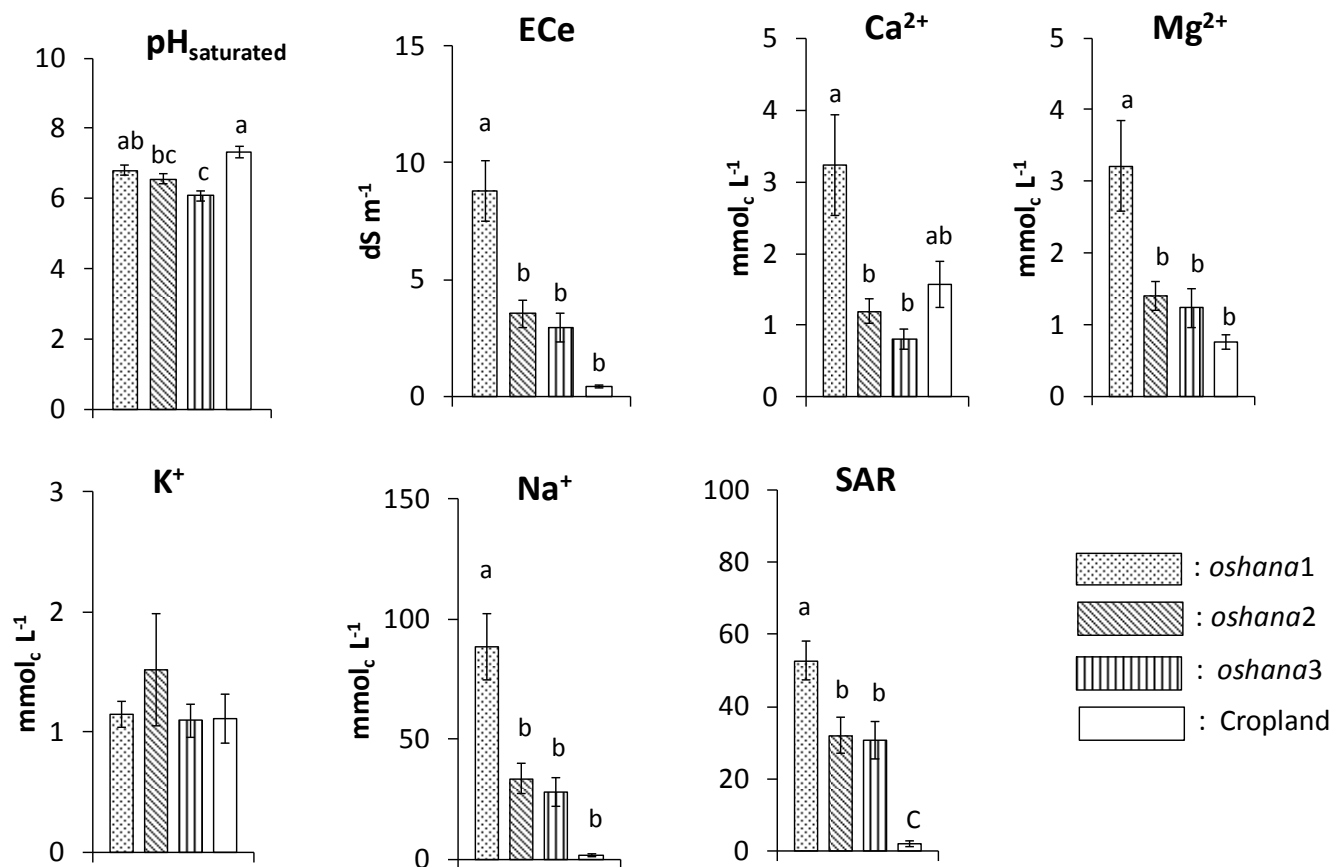 pHsaturated
10
8
6
4
2
0
ab
bc
c
a
ECe
15
10
5
0
dS m-1
a
b
b
b
Ca2+
5
4
3
2
1
0
mmolc L-1
a
b
b
ab
Mg2+
5
4
3
2
1
0
mmolc L-1
a
b
b
b
K+
3
2
1
0
mmolc L-1
Na+
150
100
50
0
mmolc L-1
a
b
b
b
SAR
100
80
60
40
20
0
a
b
b
C
: oshana1
: oshana2
: oshana3
: Cropland